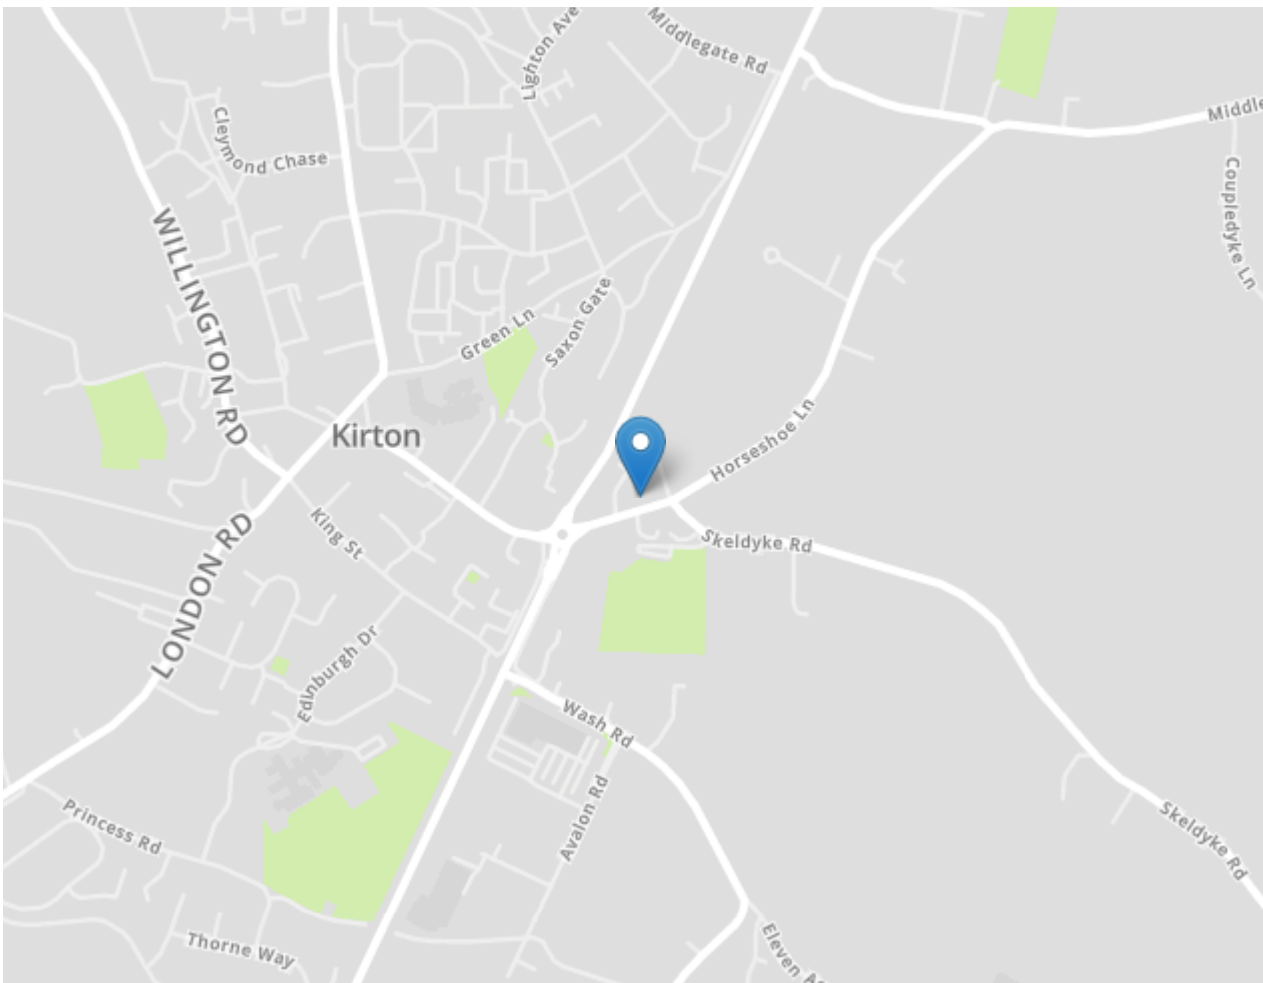 Lighton Ave
Middlegate Rd
Middle
Cleymond Chase
Coupledyke Ln
WILLINGTON RD
Green Ln
Saxon Gate
Kirton
Horseshoe Ln
King St
Skeldyke Rd
LONDON RD
Edinburgh Dr
Wash Rd
Avalon Rd
Princess Rd
Skeldyke Rd
Thorne Way
Eleven